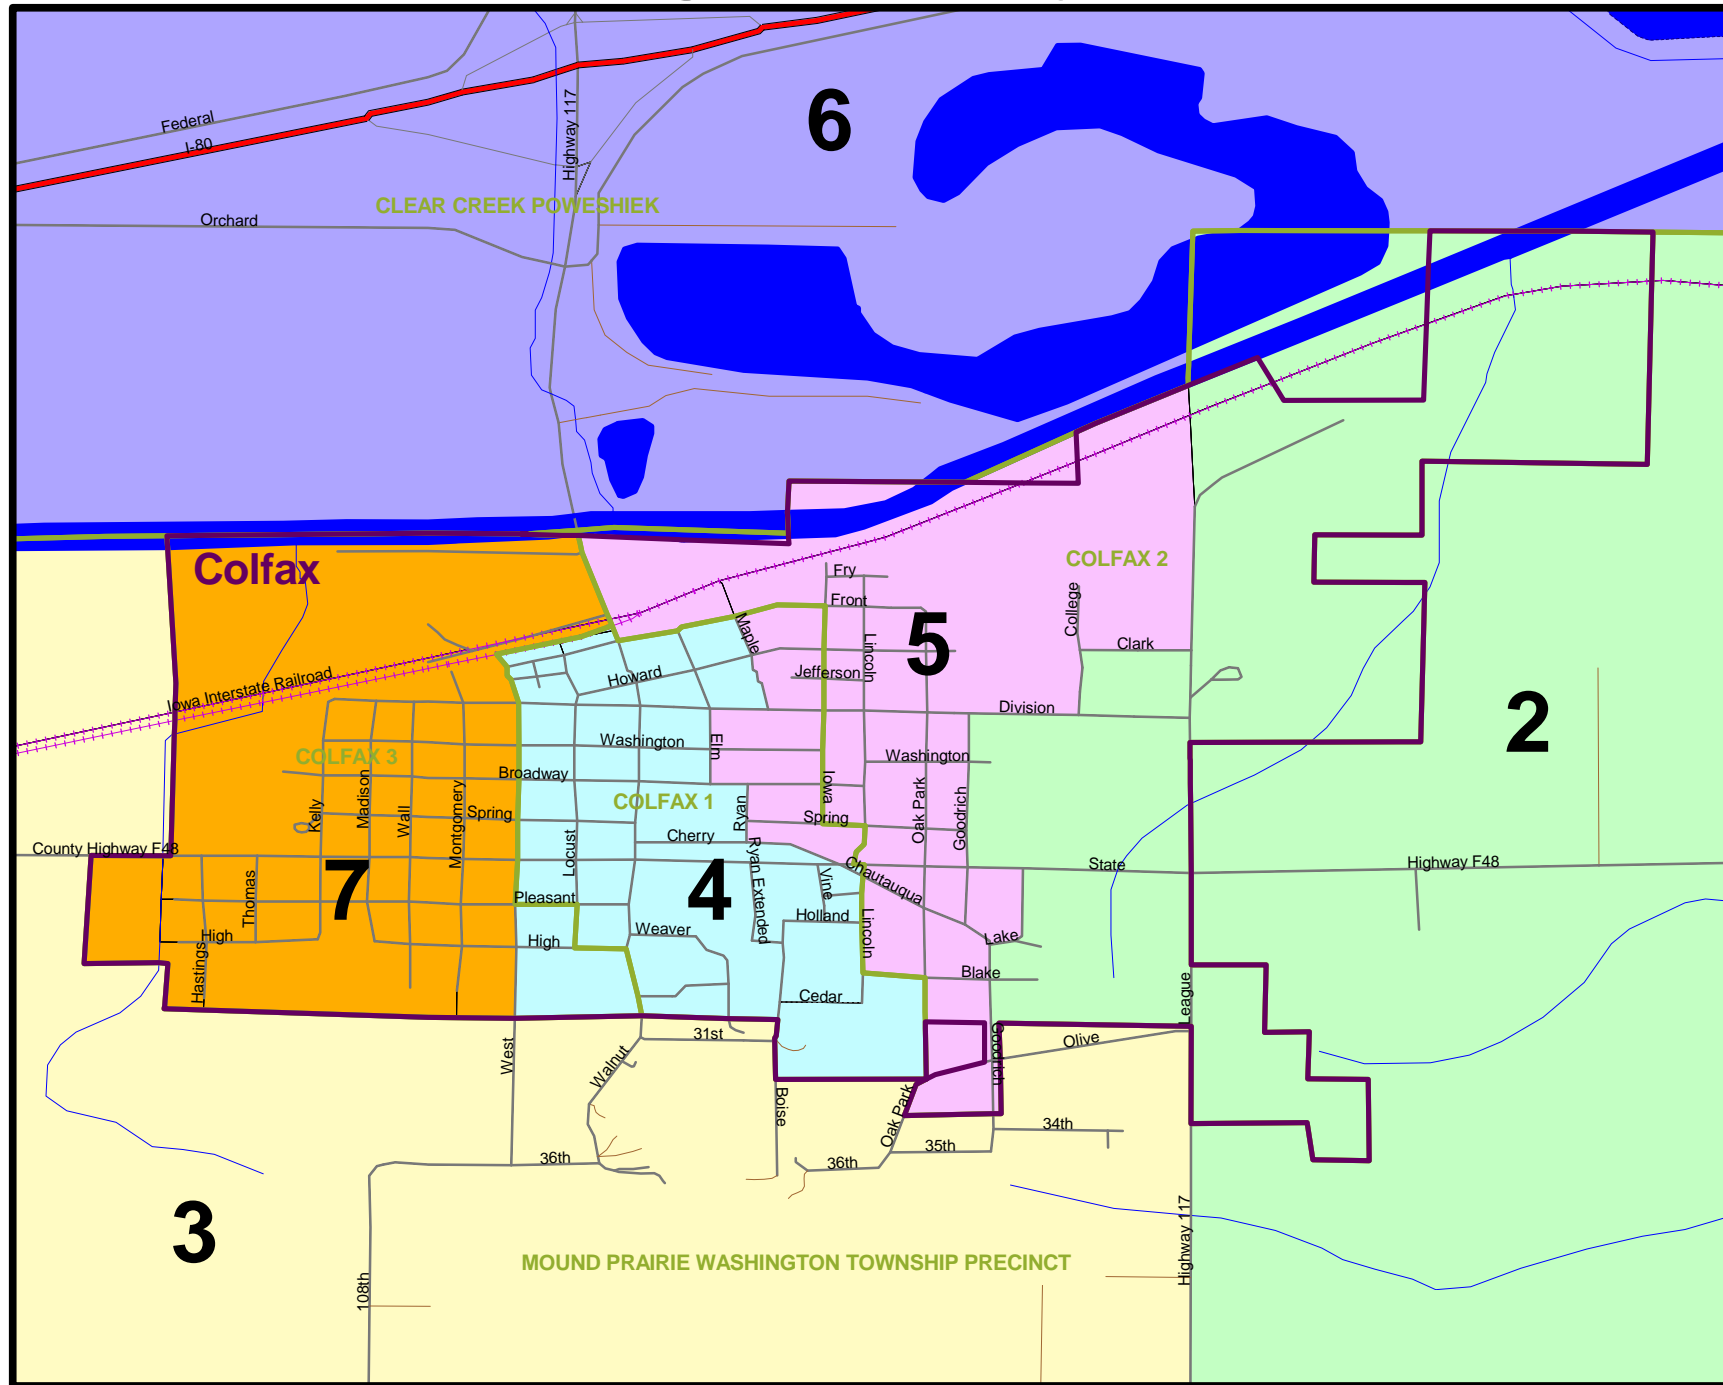 6
Federal
I-80
Highway 117
CLEAR CREEK POWESHIEK
Orchard
Colfax
COLFAX 2
Fry
Front
Maple
Lincoln
5
College
Clark
Jefferson
Howard
Iowa Interstate Railroad
Division
2
Washington
Elm
Washington
COLFAX 3
Broadway
Iowa
Kelly
Madison
Wall
Montgomery
Spring
COLFAX 1
Ryan
Spring
Oak Park
Goodrich
Cherry
County Highway F48
Locust
Ryan Extended
Vine
Chautauqua
State
Highway F48
7
4
Thomas
Pleasant
Holland
Lincoln
High
High
Weaver
Lake
Hastings
Blake
Cedar
League
31st
Goodrich
Olive
West
Walnut
Boise
Oak Park
34th
35th
36th
36th
3
Highway 117
MOUND PRAIRIE WASHINGTON TOWNSHIP PRECINCT
108th